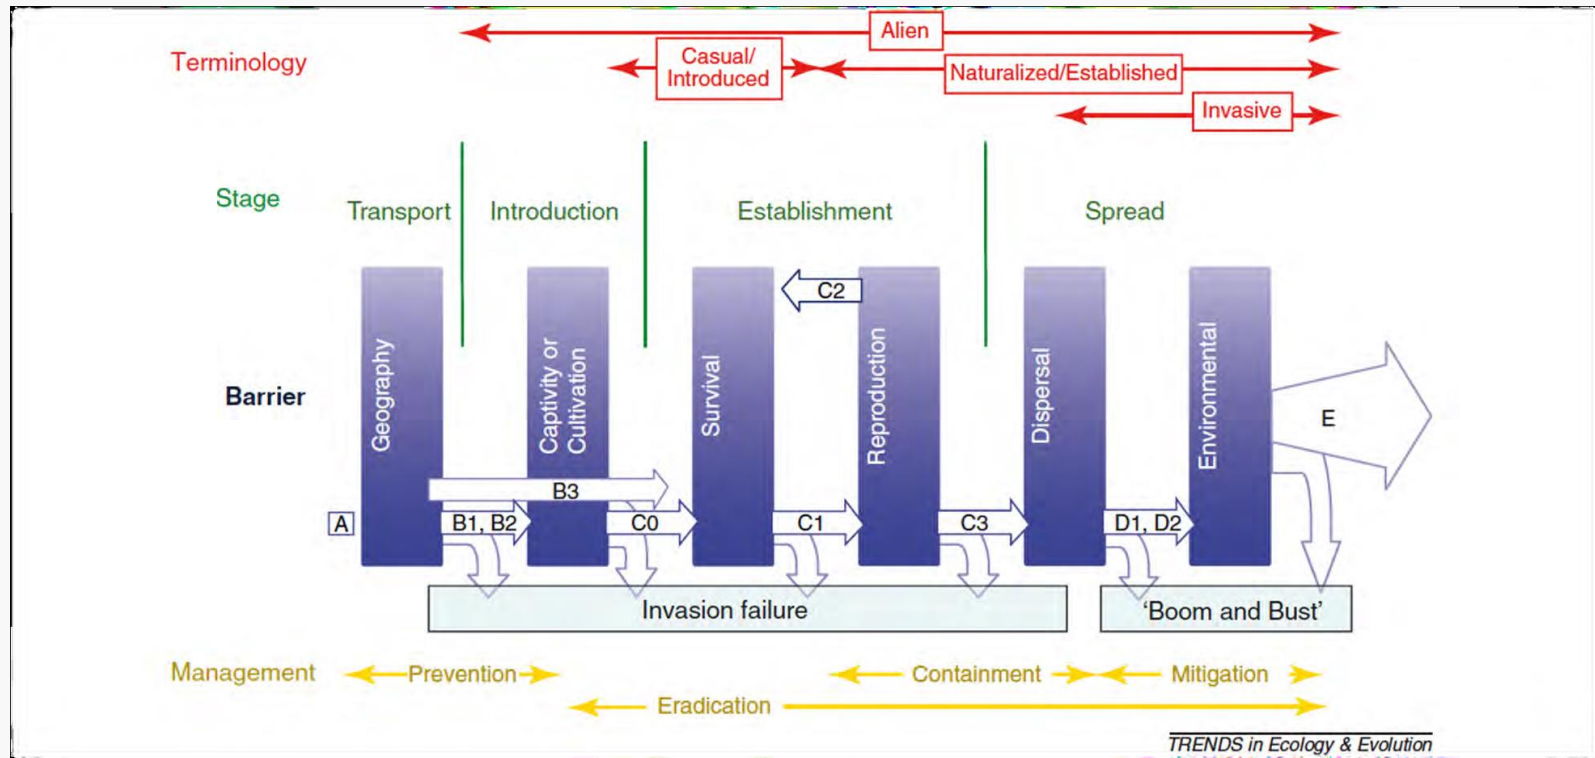 Alien
Terminology
Casual/
Introduced
Naturalized/Established
Invasive
Stage
Transport
Introduction
Establishment
Spread
C2
Barrier
Geography
Captivity or
Cultivation
Survival
Reproduction
Dispersal
Environmental
E
B3
A
B1, B2
C0
C1
C3
D1, D2
Invasion failure
‘Boom and Bust’
Management
Prevention
Containment
Mitigation
Eradication
TRENDS in Ecology & Evolution